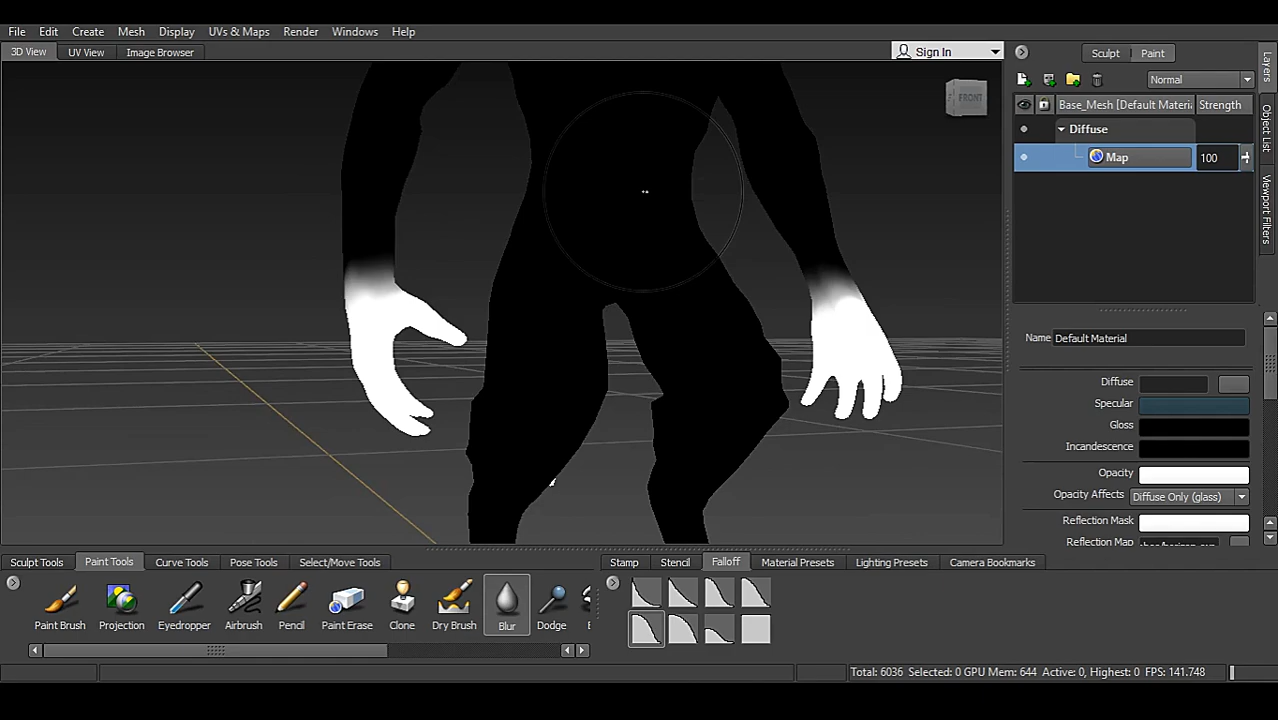 File Edit Create Mesh Display UVs & Maps Render Windows Help
3D View UV View Image Browser Sign In
FRONT
Sculpt Paint
Normal
Base_Mesh [Default Materi Strength
Diffuse
Map 100
Layers
Object List
Viewport Filters
Name Default Material
Diffuse
Specular
Gloss
Incandescence
Opacity
Opacity Affects Diffuse Only (glass)
Reflection Mask
Reflection Map
Sculpt Tools Paint Tools Curve Tools Pose Tools Select/Move Tools
Stamp Stencil Falloff Material Presets Lighting Presets Camera Bookmarks
Paint Brush Projection Eyedropper Airbrush Pencil Paint Erase Clone Dry Brush Blur Dodge
Total: 6036 Selected: 0 GPU Mem: 644 Active: 0, Highest: 0 FPS: 141.748